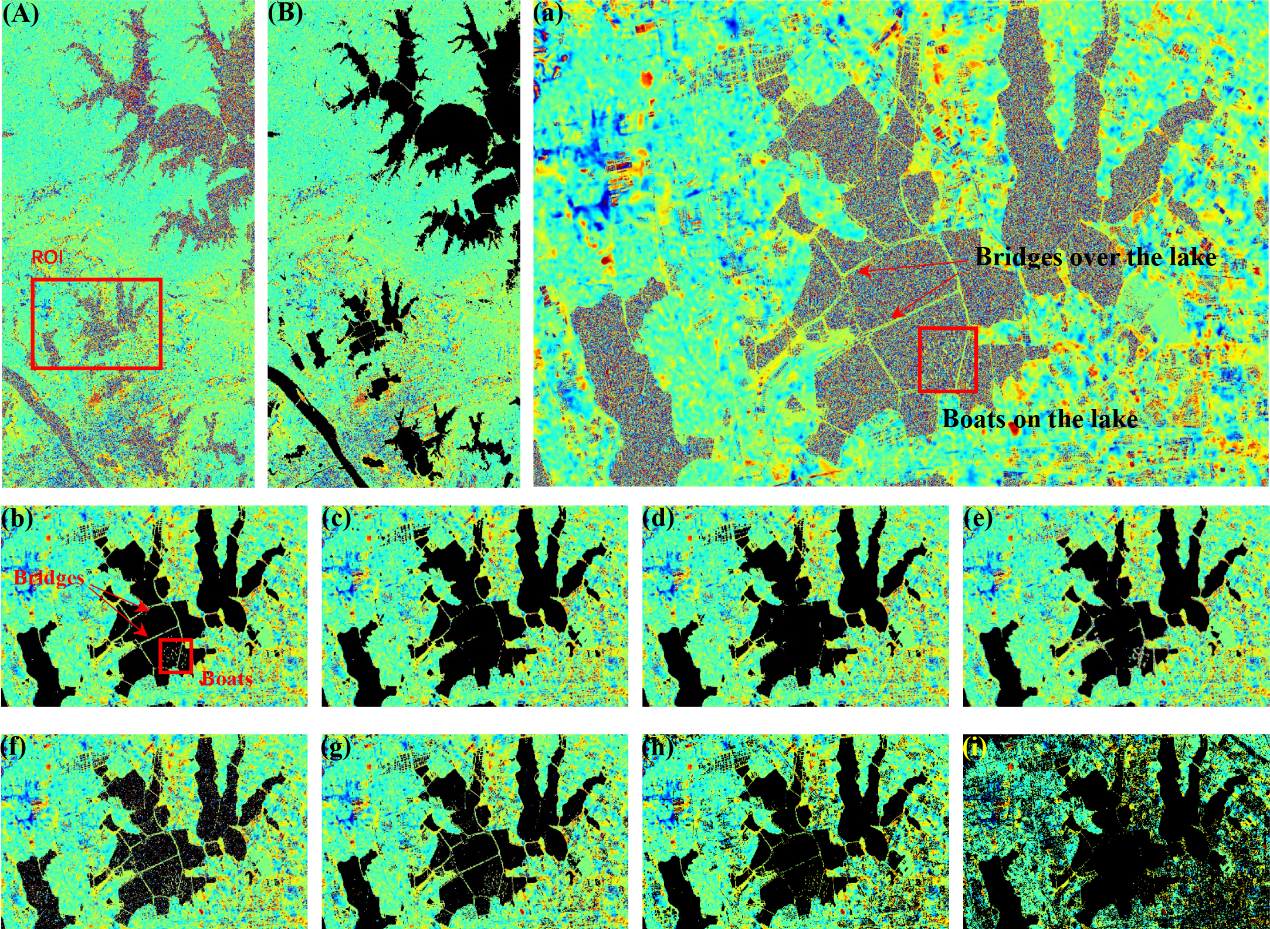 (A)
(B)
(a)
ROI
Bridges over the lake
Boats on the lake
(b)
(c)
(d)
(e)
Bridges
Boats
(f)
(g)
(h)
(i)